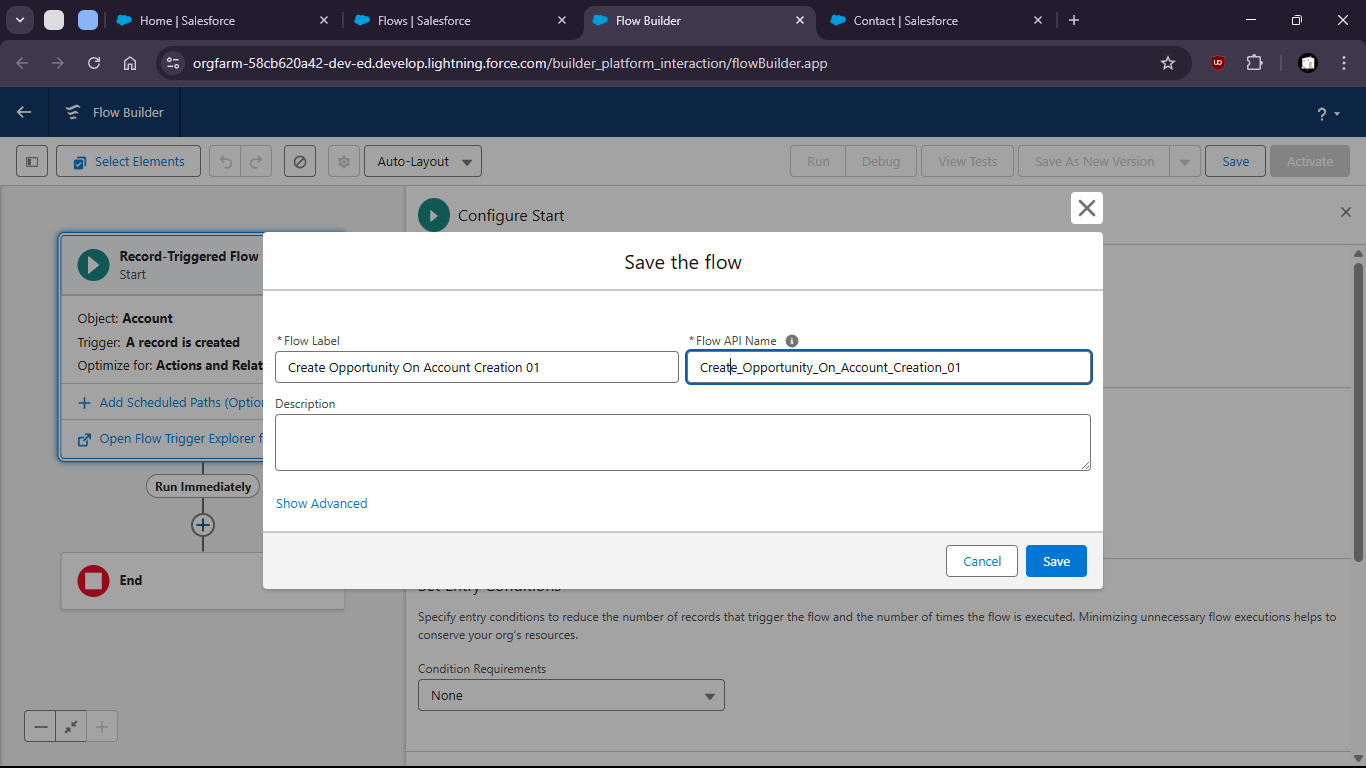 Home | Salesforce
Flows | Salesforce
Flow Builder
Contact | Salesforce
orgfarm-58cb620a42-dev-ed.develop.lightning.force.com/builder_platform_interaction/flowBuilder.app
Flow Builder
?
Select Elements
Auto-Layout
Run
Debug
View Tests
Save As New Version
Save
Activate
Configure Start
Record-Triggered Flow
Start
Object: Account
Trigger: A record is created
Optimize for: Actions and Relat
Add Scheduled Paths (Option
Open Flow Trigger Explorer f
Run Immediately
End
Save the flow
* Flow Label
* Flow API Name
Create Opportunity On Account Creation 01
Create_Opportunity_On_Account_Creation_01
Description
Show Advanced
Cancel
Save
Set Entry Conditions
Specify entry conditions to reduce the number of records that trigger the flow and the number of times the flow is executed. Minimizing unnecessary flow executions helps to
conserve your org's resources.
Condition Requirements
None